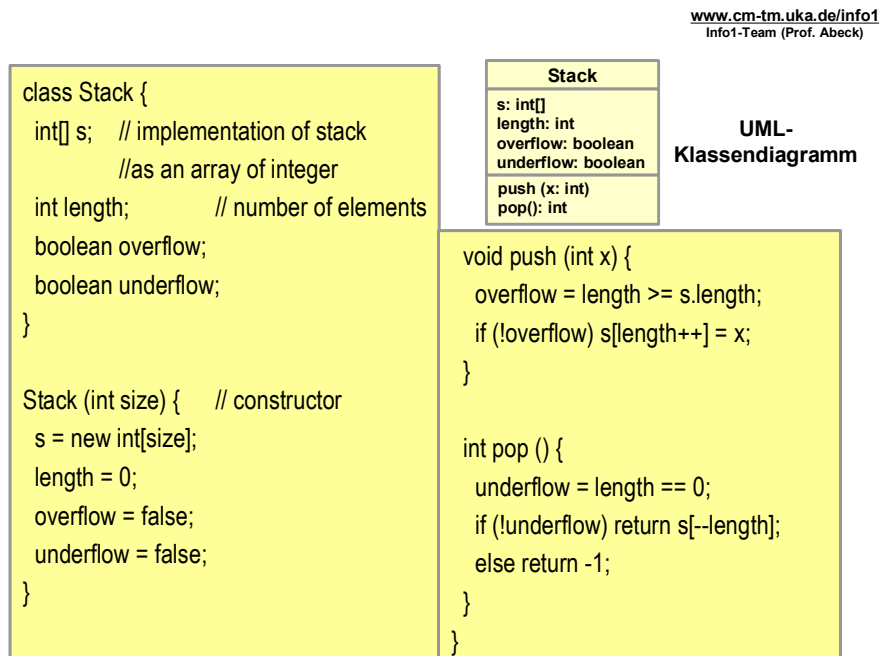 www.cm-tm.uka.de/info1
Info1-Team (Prof. Abeck)
class Stack {
int[] s; // implementation of stack
//as an array of integer
int length; // number of elements
boolean overflow;
boolean underflow;
}
Stack (int size) { // constructor
s = new int[size];
length = 0;
overflow = false;
underflow = false;
}
Stack
s: int[]
length: int
overflow: boolean
underflow: boolean
push (x: int)
pop(): int
UML-
Klassendiagramm
void push (int x) {
overflow = length >= s.length;
if (!overflow) s[length++] = x;
}
int pop () {
underflow = length == 0;
if (!underflow) return s[--length];
else return -1;
}
}